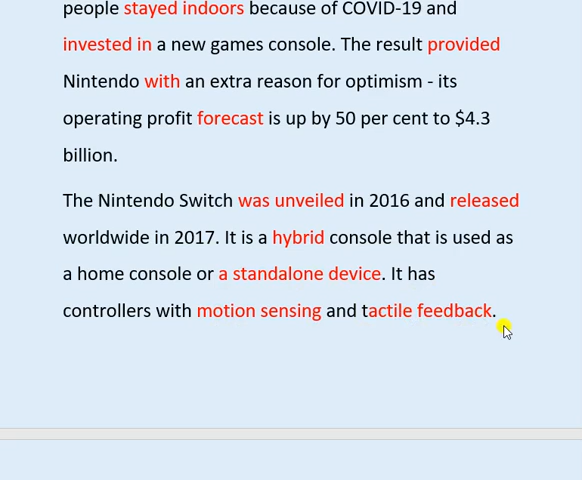 people stayed indoors because of COVID-19 and
invested in a new games console. The result provided
Nintendo with an extra reason for optimism - its
operating profit forecast is up by 50 per cent to $4.3
billion.
The Nintendo Switch was unveiled in 2016 and released
worldwide in 2017. It is a hybrid console that is used as
a home console or a standalone device. It has
controllers with motion sensing and tactile feedback.